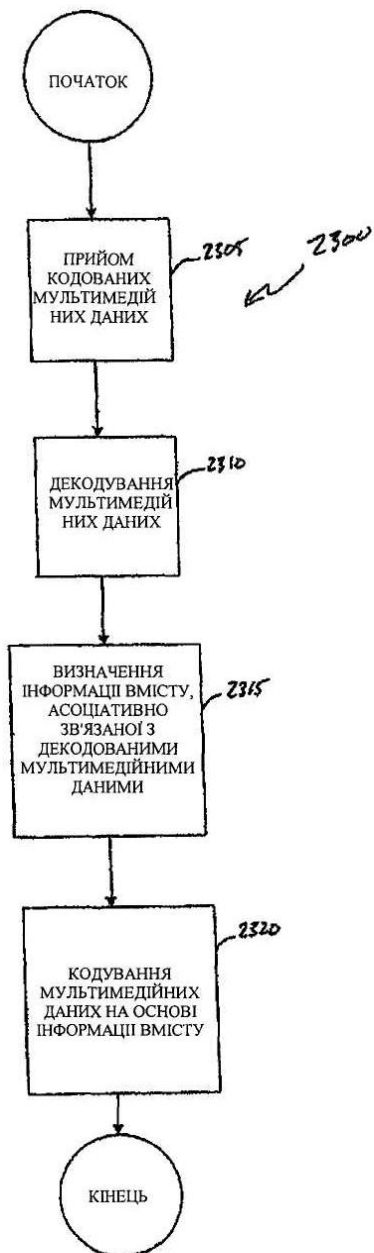 ПОЧАТОК
2305
2300
ПРИЙОМ
КОДОВАНИХ
МУЛЬТИМЕДІЙ
НИХ ДАНИХ
2310
ДЕКОДУВАННЯ
МУЛЬТИМЕДІЙ
НИХ ДАНИХ
2315
ВИЗНАЧЕННЯ
ІНФОРМАЦІЇ ВМІСТУ,
АСОЦІАТИВНО
ЗВ'ЯЗАНОЇ З
ДЕКОДОВАНИМИ
МУЛЬТИМЕДІЙНИМИ
ДАНИМИ
2320
КОДУВАННЯ
МУЛЬТИМЕДІЙНИХ
ДАНИХ НА ОСНОВІ
ІНФОРМАЦІЇ ВМІСТУ
КІНЕЦЬ